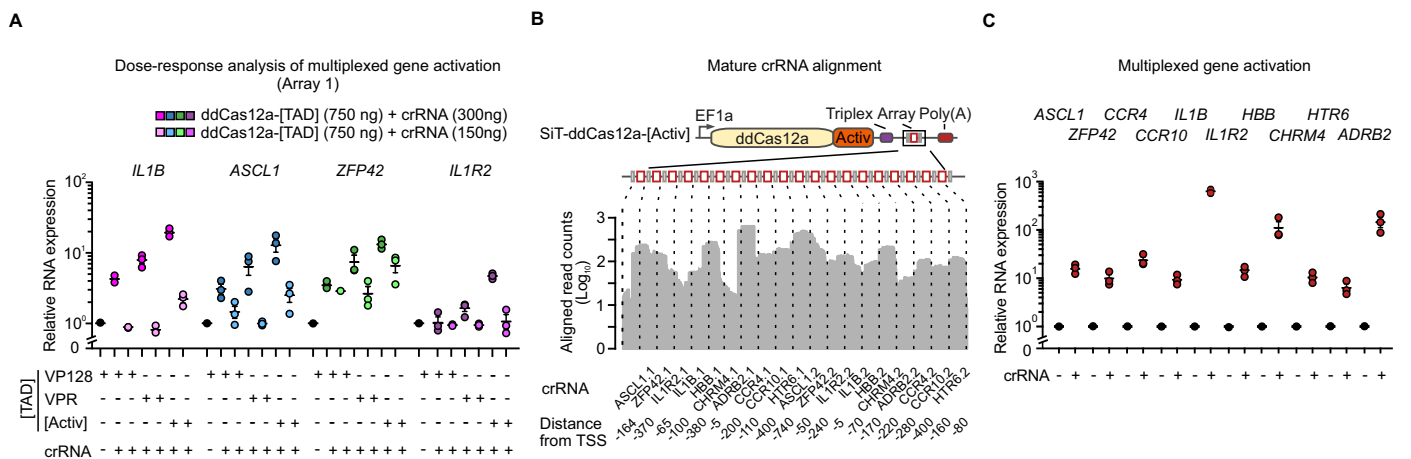 A
Dose-response analysis of multiplexed gene activation
(Array 1)
ddCas12a-[TAD] (750 ng) + crRNA (300ng)
ddCas12a-[TAD] (750 ng) + crRNA (150ng)
IL1B ASCL1 ZFP42 IL1R2
Relative RNA expression
10²
10¹
10⁰
0
[TAD]
VP128 + + + - - - - + + + - - - - + + + - - - - + + + - - - -
VPR - - - + + - - - - - + + - - - - - + + - - - - - + + - -
[Activ] - - - - - + + - - - - - + + - - - - - + + - - - - - + +
crRNA - + + + + + + - + + + + + + - + + + + + + - + + + + + +
B
Mature crRNA alignment
EF1a Triplex Array Poly(A)
SiT-ddCas12a-[Activ] ddCas12a Activ
Aligned read counts
(Log₁₀)
3
2
1
0
crRNA ASCL1.1 ZFP42.1 IL1R2.1 IL1B.1 HBB.1 CHRM4.1 ADRB2.1 CCR4.1 CCR10.1 HTR6.1 ASCL1.2 ZFP42.2 IL1R2.2 IL1B.2 HBB.2 CHRM4.2 ADRB2.2 CCR4.2 CCR10.2 HTR6.2
Distance
from TSS
-164 -370 -65 -100 -380 -5 -200 -110 -400 -740 -50 -240 -5 -70 -170 -220 -280 -400 -160 -80
C
Multiplexed gene activation
ASCL1 CCR4 IL1B HBB HTR6
ZFP42 CCR10 IL1R2 CHRM4 ADRB2
Relative RNA expression
10³
10²
10¹
10⁰
0
crRNA - + - + - + - + - + - + - + - + - + - +